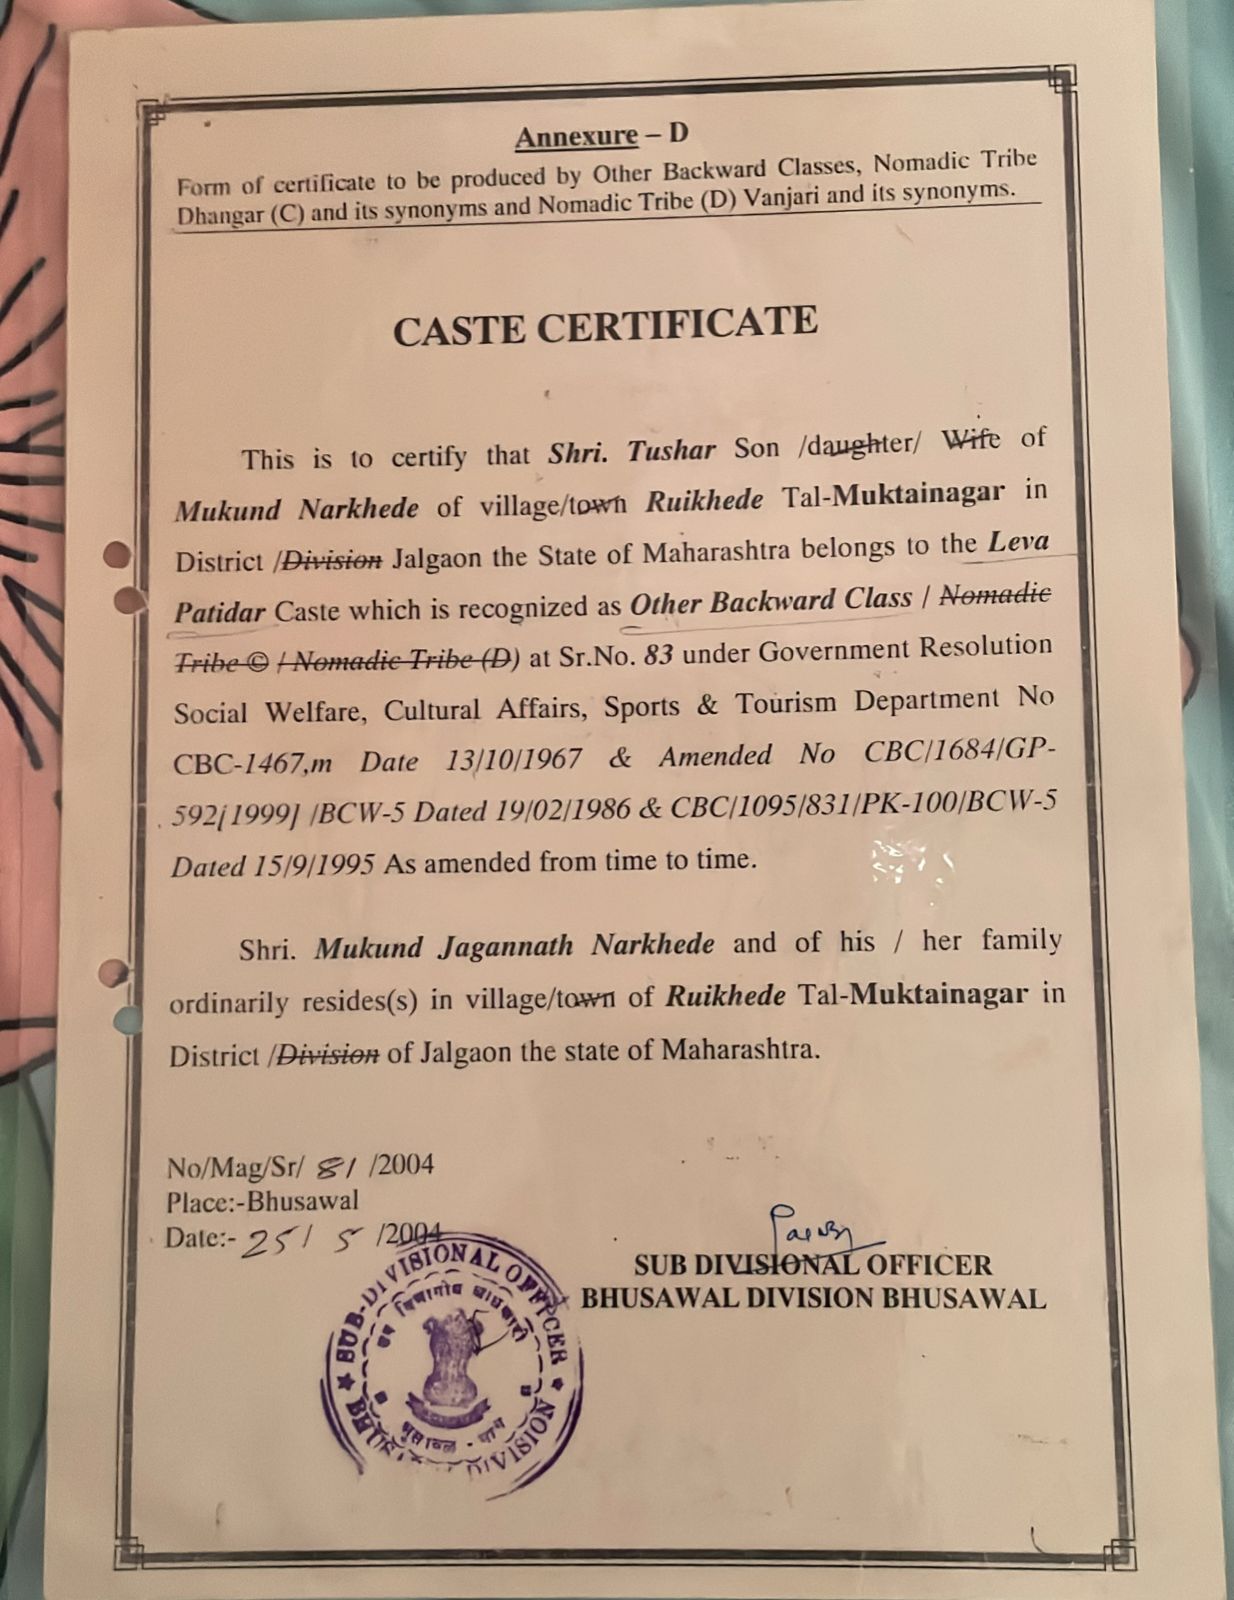 Annexure – D
Form of certificate to be produced by Other Backward Classes, Nomadic Tribe
Dhangar (C) and its synonyms and Nomadic Tribe (D) Vanjari and its synonyms.
CASTE CERTIFICATE
This is to certify that Shri. Tushar Son /daughter/ Wife of
Mukund Narkhede of village/town Ruikhede Tal-Muktainagar in
District /Division Jalgaon the State of Maharashtra belongs to the Leva
Patidar Caste which is recognized as Other Backward Class / Nomadic
Tribe © / Nomadic Tribe (D) at Sr.No. 83 under Government Resolution
Social Welfare, Cultural Affairs, Sports & Tourism Department No
CBC-1467,m Date 13/10/1967 & Amended No CBC/1684/GP-
592[1999] /BCW-5 Dated 19/02/1986 & CBC/1095/831/PK-100/BCW-5
Dated 15/9/1995 As amended from time to time.
Shri. Mukund Jagannath Narkhede and of his / her family
ordinarily resides(s) in village/town of Ruikhede Tal-Muktainagar in
District /Division of Jalgaon the state of Maharashtra.
No/Mag/Sr/ 81 /2004
Place:-Bhusawal
Date:- 25/ 5 /2004
SUB DIVISIONAL OFFICER
BHUSAWAL DIVISION BHUSAWAL
★ SUB-DIVISIONAL OFFICER ★
DIVISION
उप विभागीय
भुसावल - भाग